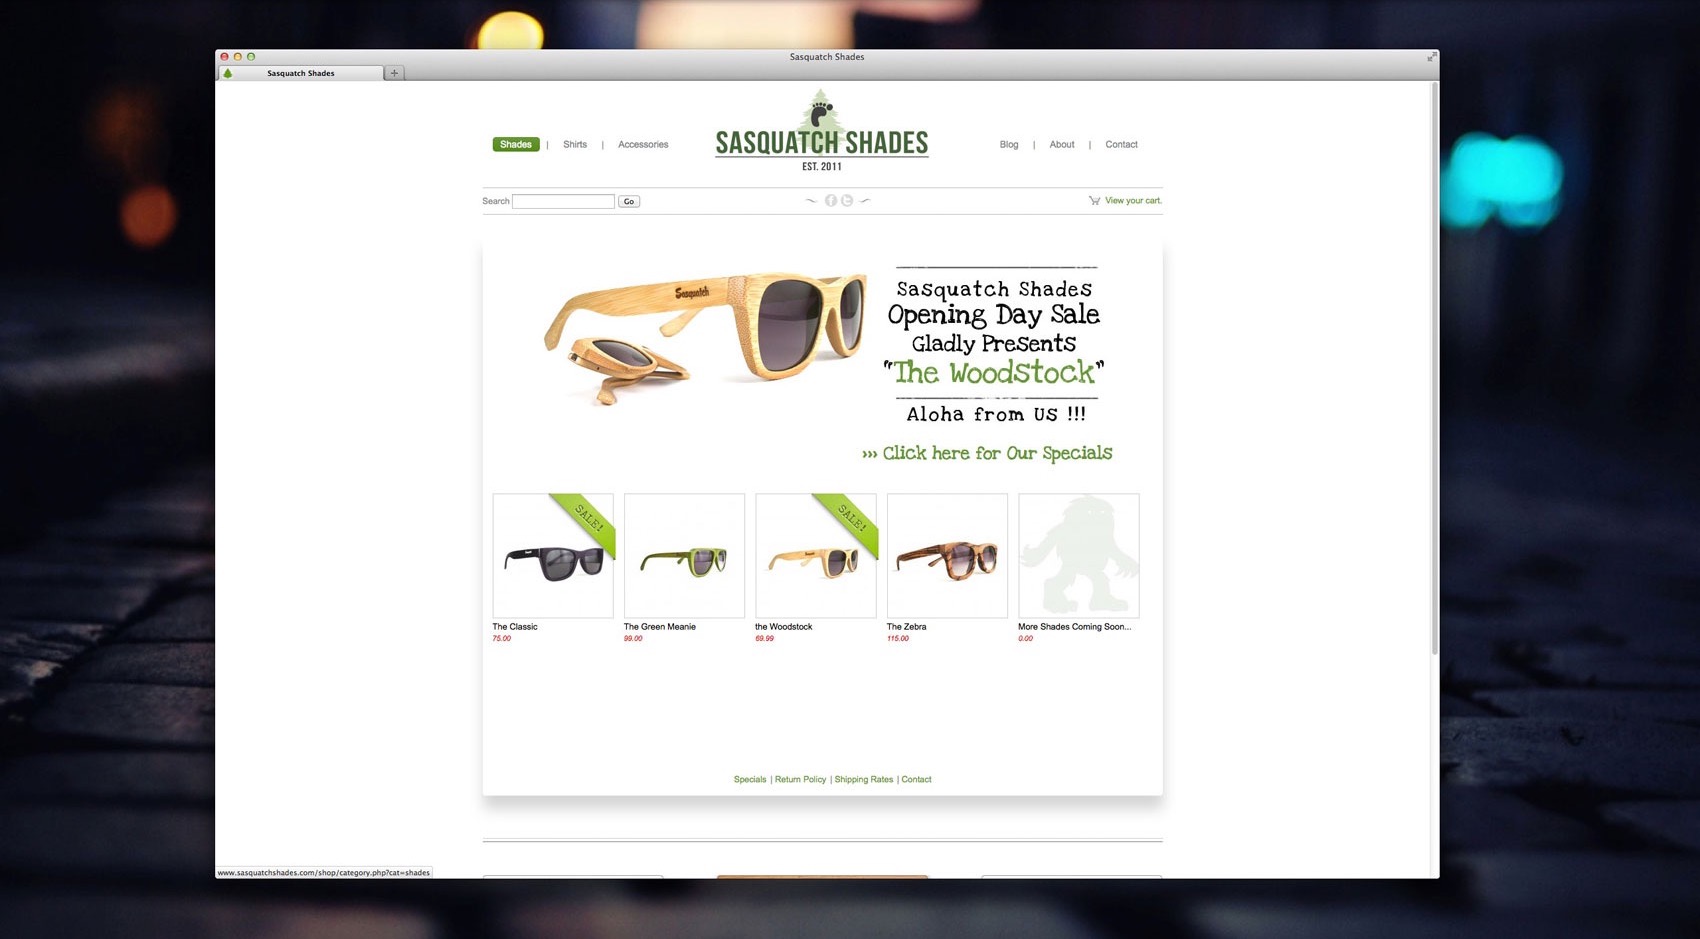 Sasquatch Shades
Sasquatch Shades
Shades | Shirts | Accessories
SASQUATCH SHADES
EST. 2011
Blog | About | Contact
Search
Go
View your cart.
Sasquatch
Sasquatch Shades
Opening Day Sale
Gladly Presents
"The Woodstock"
Aloha from Us !!!
››› Click here for Our Specials
SALE!
SALE!
The Classic
75.00
The Green Meanie
99.00
the Woodstock
69.99
The Zebra
115.00
More Shades Coming Soon...
0.00
Specials | Return Policy | Shipping Rates | Contact
www.sasquatchshades.com/shop/category.php?cat=shades